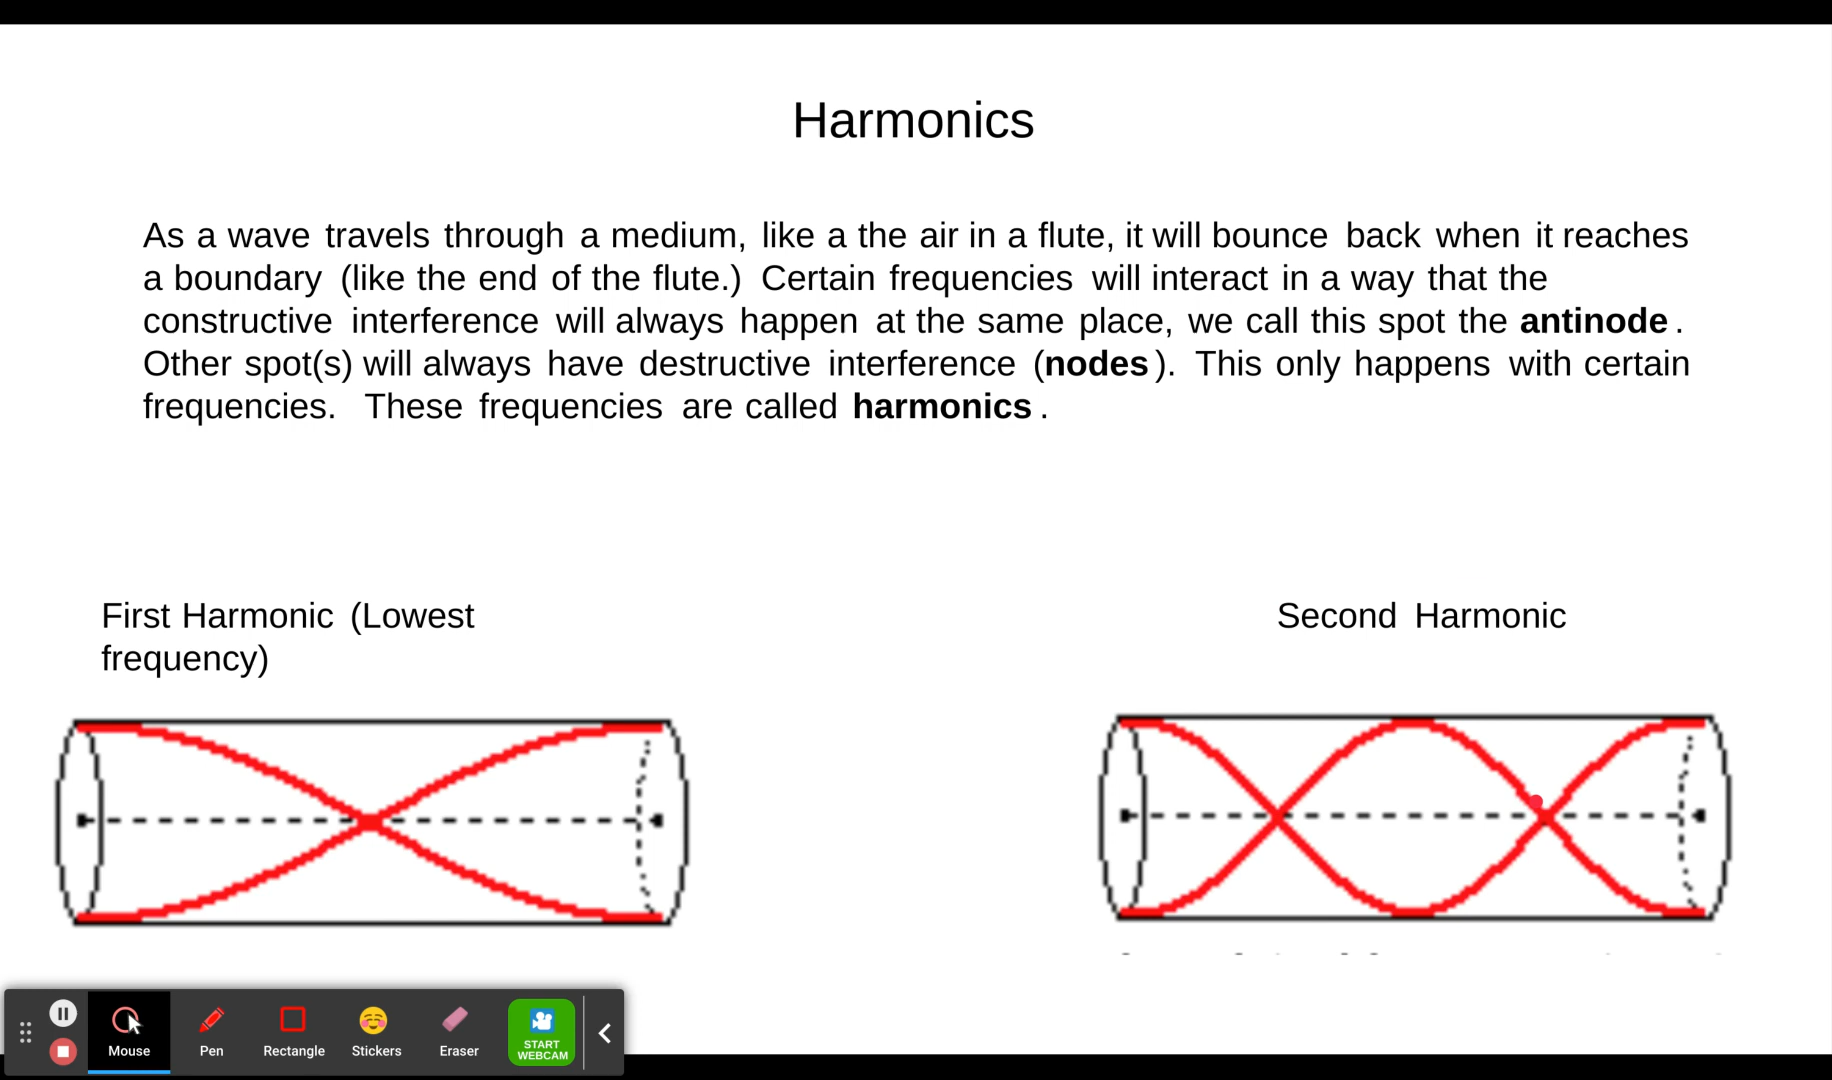 Harmonics
As a wave travels through a medium, like a the air in a flute, it will bounce back when it reaches
a boundary (like the end of the flute.) Certain frequencies will interact in a way that the
constructive interference will always happen at the same place, we call this spot the antinode.
Other spot(s) will always have destructive interference (nodes). This only happens with certain
frequencies. These frequencies are called harmonics.
First Harmonic (Lowest
frequency)
Second Harmonic
Mouse
Pen
Rectangle
Stickers
Eraser
START
WEBCAM